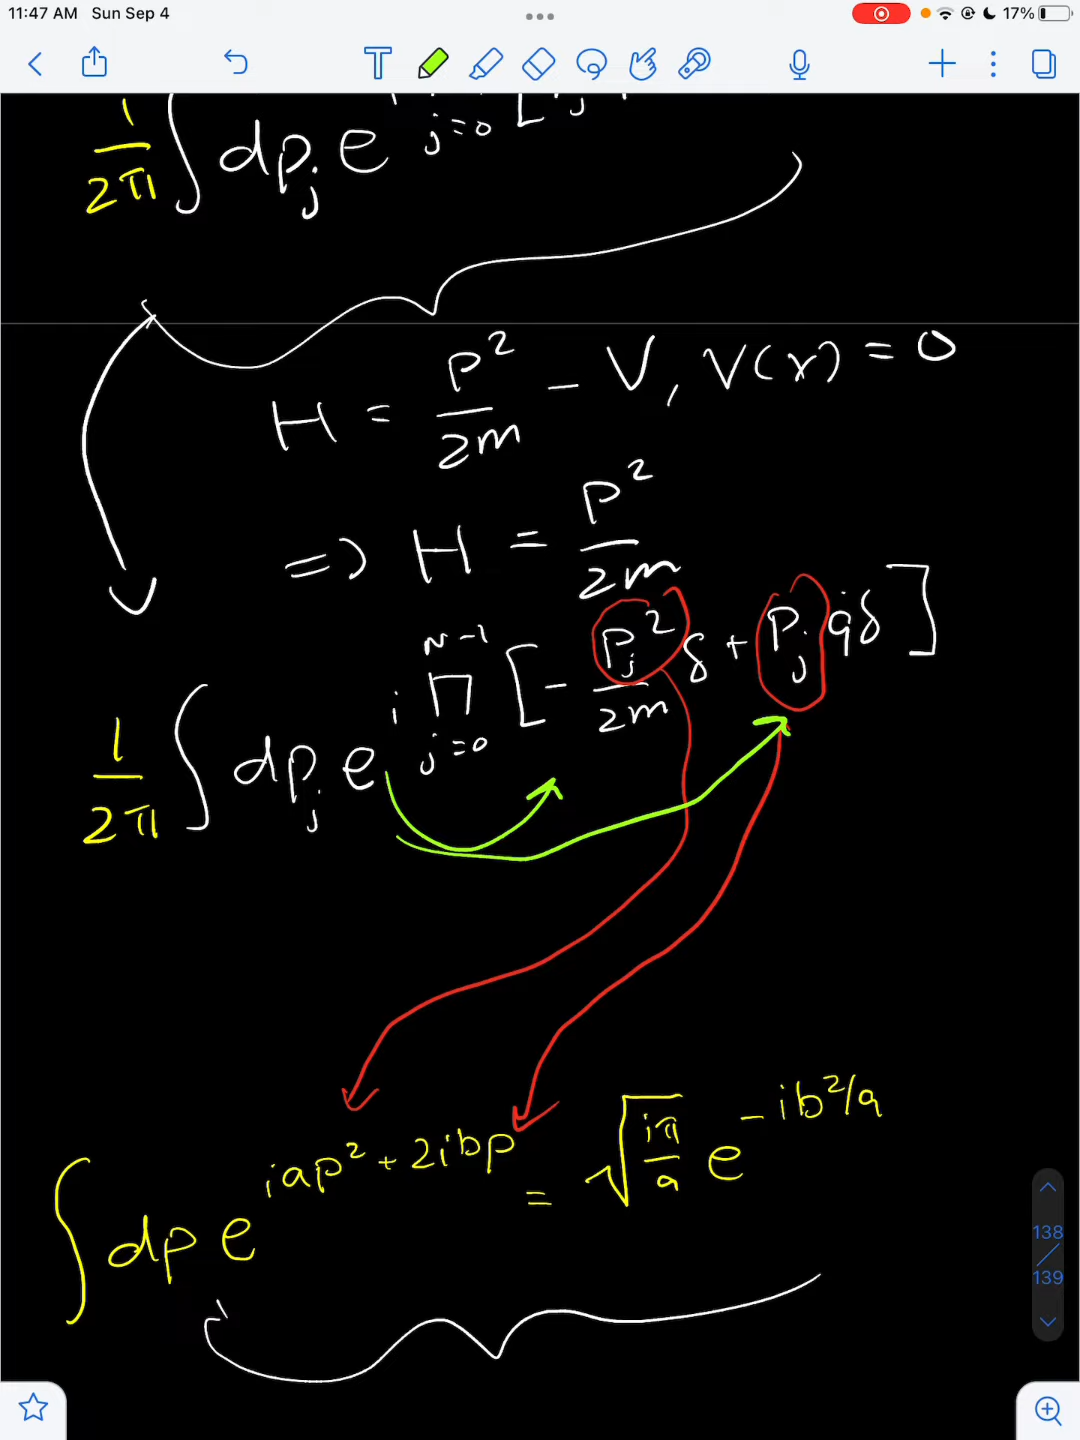 11:47 AM Sun Sep 4
17%
T
1/2π ∫ dp_j e^{ j=0 [
H = P²/2m − V, V(x) = 0
=> H = P²/2m
1/2π ∫ dp_j e^{i ∏_{j=0}^{N-1} [ − P_j²/2m δ + P_j q̇δ ]}
∫ dp e^{iap² + 2ibp} = √(iπ/a) e^{−ib²/a}
138
139